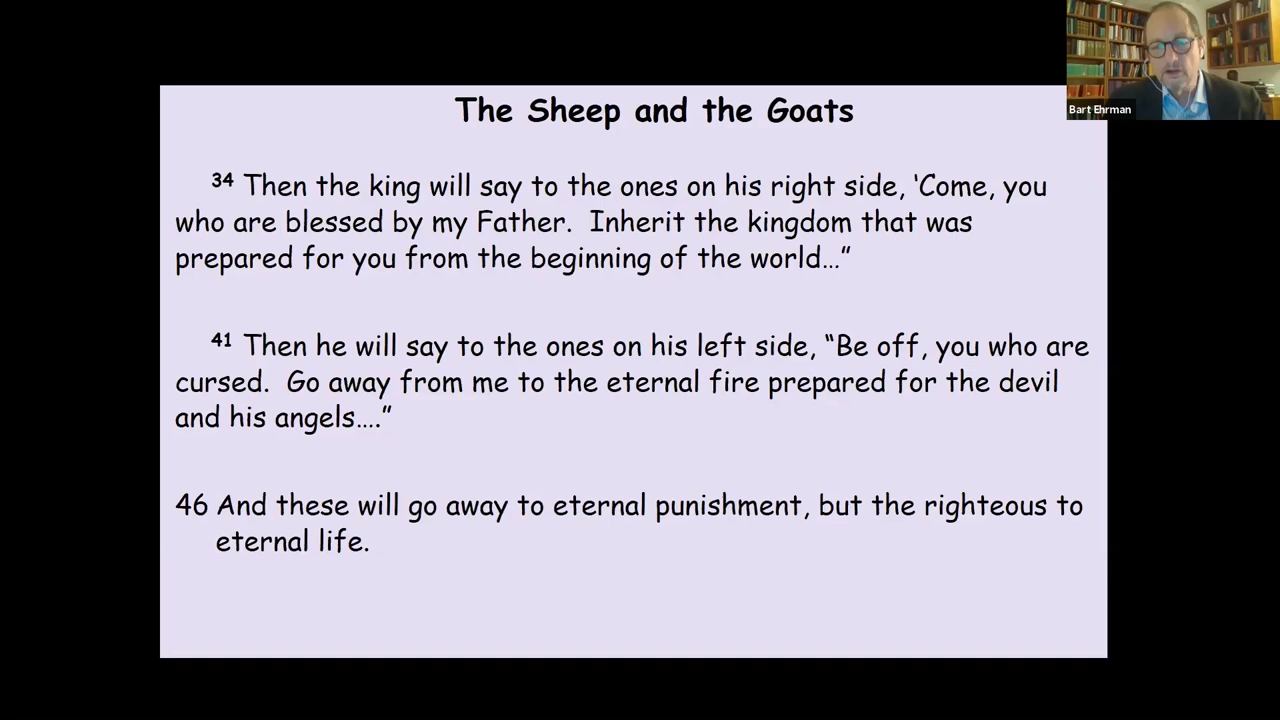 The Sheep and the Goats
34 Then the king will say to the ones on his right side, ‘Come, you
who are blessed by my Father.  Inherit the kingdom that was
prepared for you from the beginning of the world…”
41 Then he will say to the ones on his left side, “Be off, you who are
cursed.  Go away from me to the eternal fire prepared for the devil
and his angels….”
46 And these will go away to eternal punishment, but the righteous to
eternal life.
Bart Ehrman